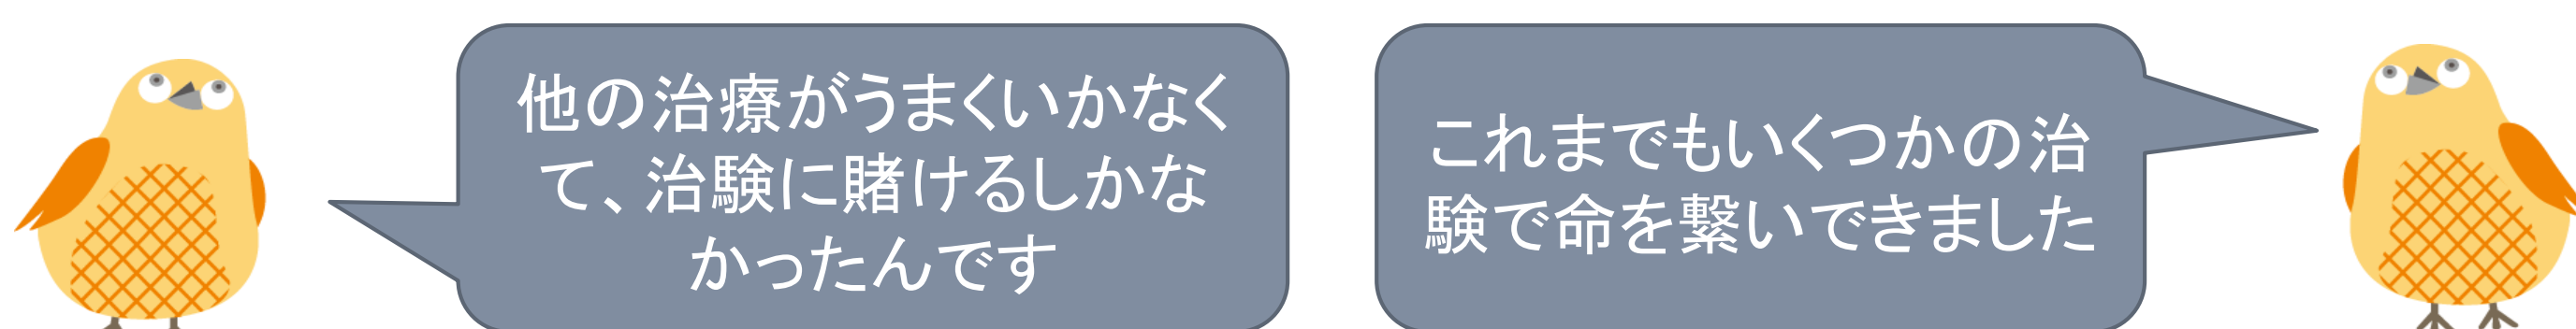 他の治療がうまくいかなく
て、治験に賭けるしかな
かったんです
これまでもいくつかの治
験で命を繋いできました